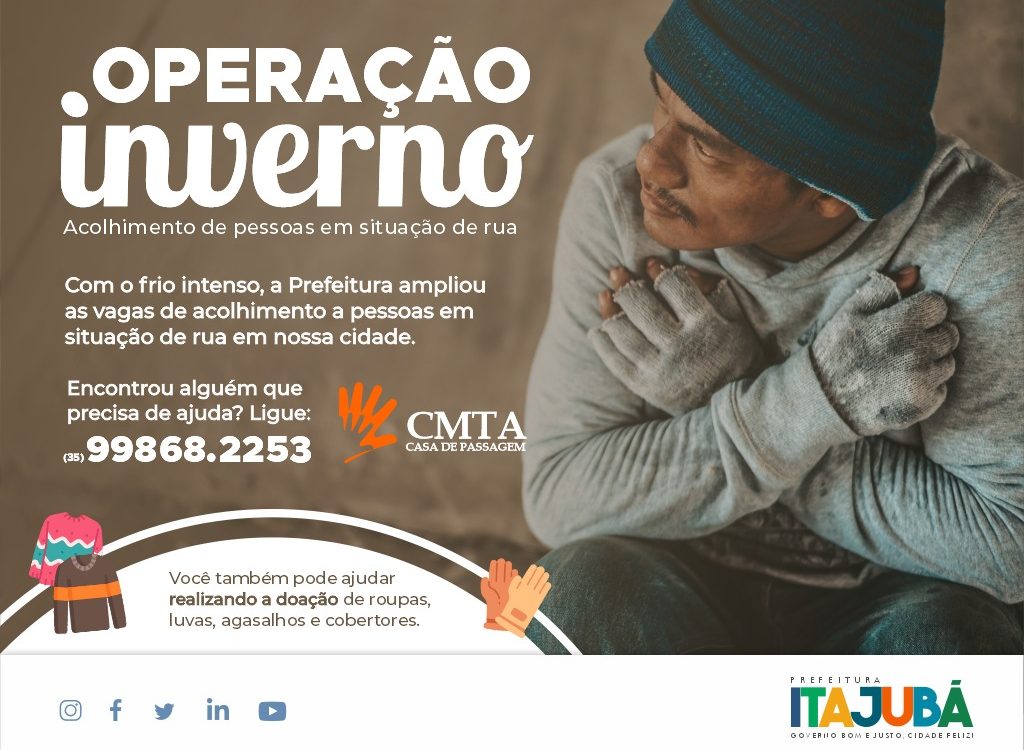 OPERAÇÃO
inverno
Acolhimento de pessoas em situação de rua
Com o frio intenso, a Prefeitura ampliou
as vagas de acolhimento a pessoas em
situação de rua em nossa cidade.
Encontrou alguém que
precisa de ajuda? Ligue:
(35) 99868.2253
CMTA
CASA DE PASSAGEM
Você também pode ajudar
realizando a doação de roupas,
luvas, agasalhos e cobertores.
PREFEITURA
ITAJUBÁ
GOVERNO BOM E JUSTO, CIDADE FELIZ!